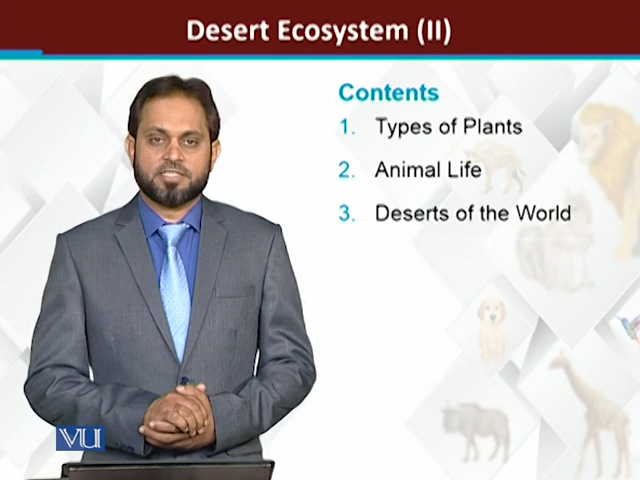 Desert Ecosystem (II)
Contents
1. Types of Plants
2. Animal Life
3. Deserts of the World
VU